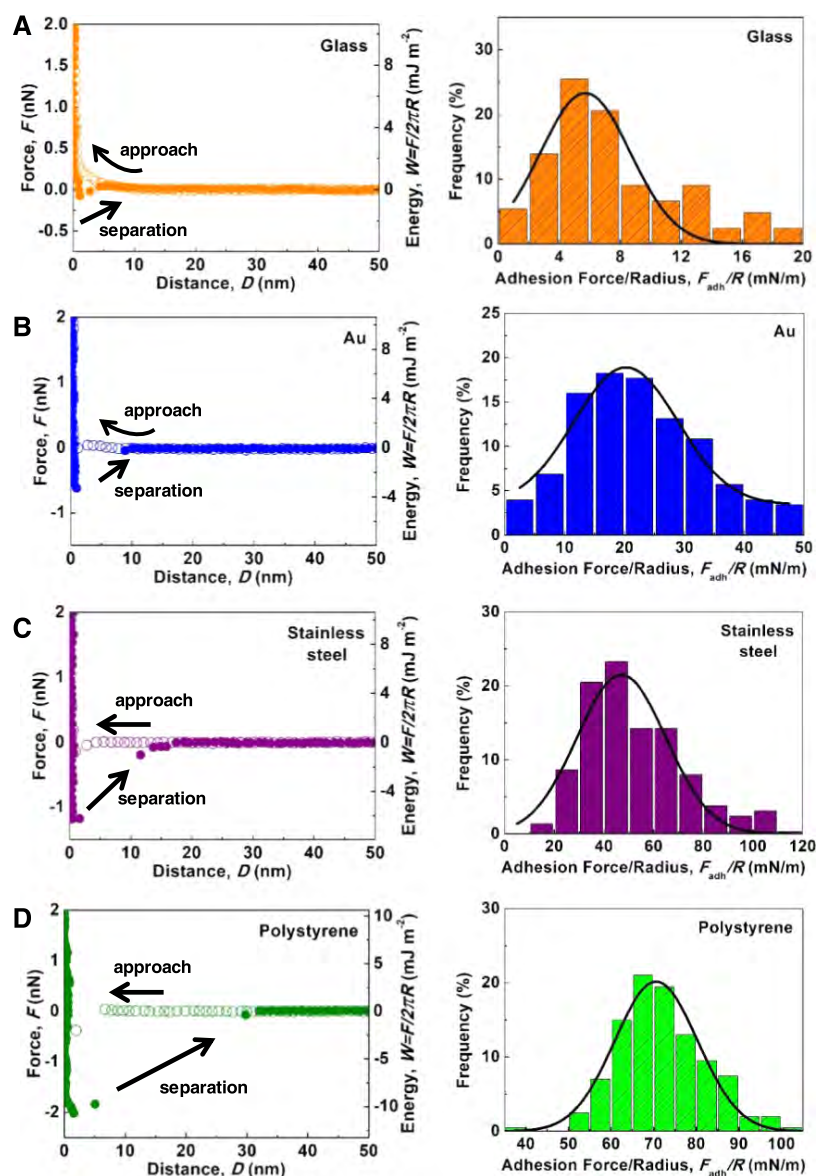 A
2.0
1.5
1.0
0.5
0.0
-0.5
Force, F (nN)
Glass
approach
separation
8
4
0
Energy, W=F/2πR (mJ m⁻²)
0 10 20 30 40 50
Distance, D (nm)
Glass
30
20
10
0
Frequency (%)
0 4 8 12 16 20
Adhesion Force/Radius, Fadh/R (mN/m)
B
2
1
0
-1
Force, F (nN)
Au
approach
separation
8
4
0
-4
Energy, W=F/2πR (mJ m⁻²)
0 10 20 30 40 50
Distance, D (nm)
Au
25
20
15
10
5
0
Frequency (%)
0 10 20 30 40 50
Adhesion Force/Radius, Fadh/R (mN/m)
C
2
1
0
-1
Force, F (nN)
Stainless
steel
approach
separation
8
4
0
-4
Energy, W=F/2πR (mJ m⁻²)
0 10 20 30 40 50
Distance, D (nm)
Stainless
steel
30
20
10
0
Frequency (%)
0 20 40 60 80 100 120
Adhesion Force/Radius, Fadh/R (mN/m)
D
2
1
0
-1
-2
Force, F (nN)
Polystyrene
approach
separation
10
5
0
-5
-10
Energy, W=F/2πR (mJ m⁻²)
0 10 20 30 40 50
Distance, D (nm)
Polystyrene
30
20
10
0
Frequency (%)
40 50 60 70 80 90 100
Adhesion Force/Radius, Fadh/R (mN/m)